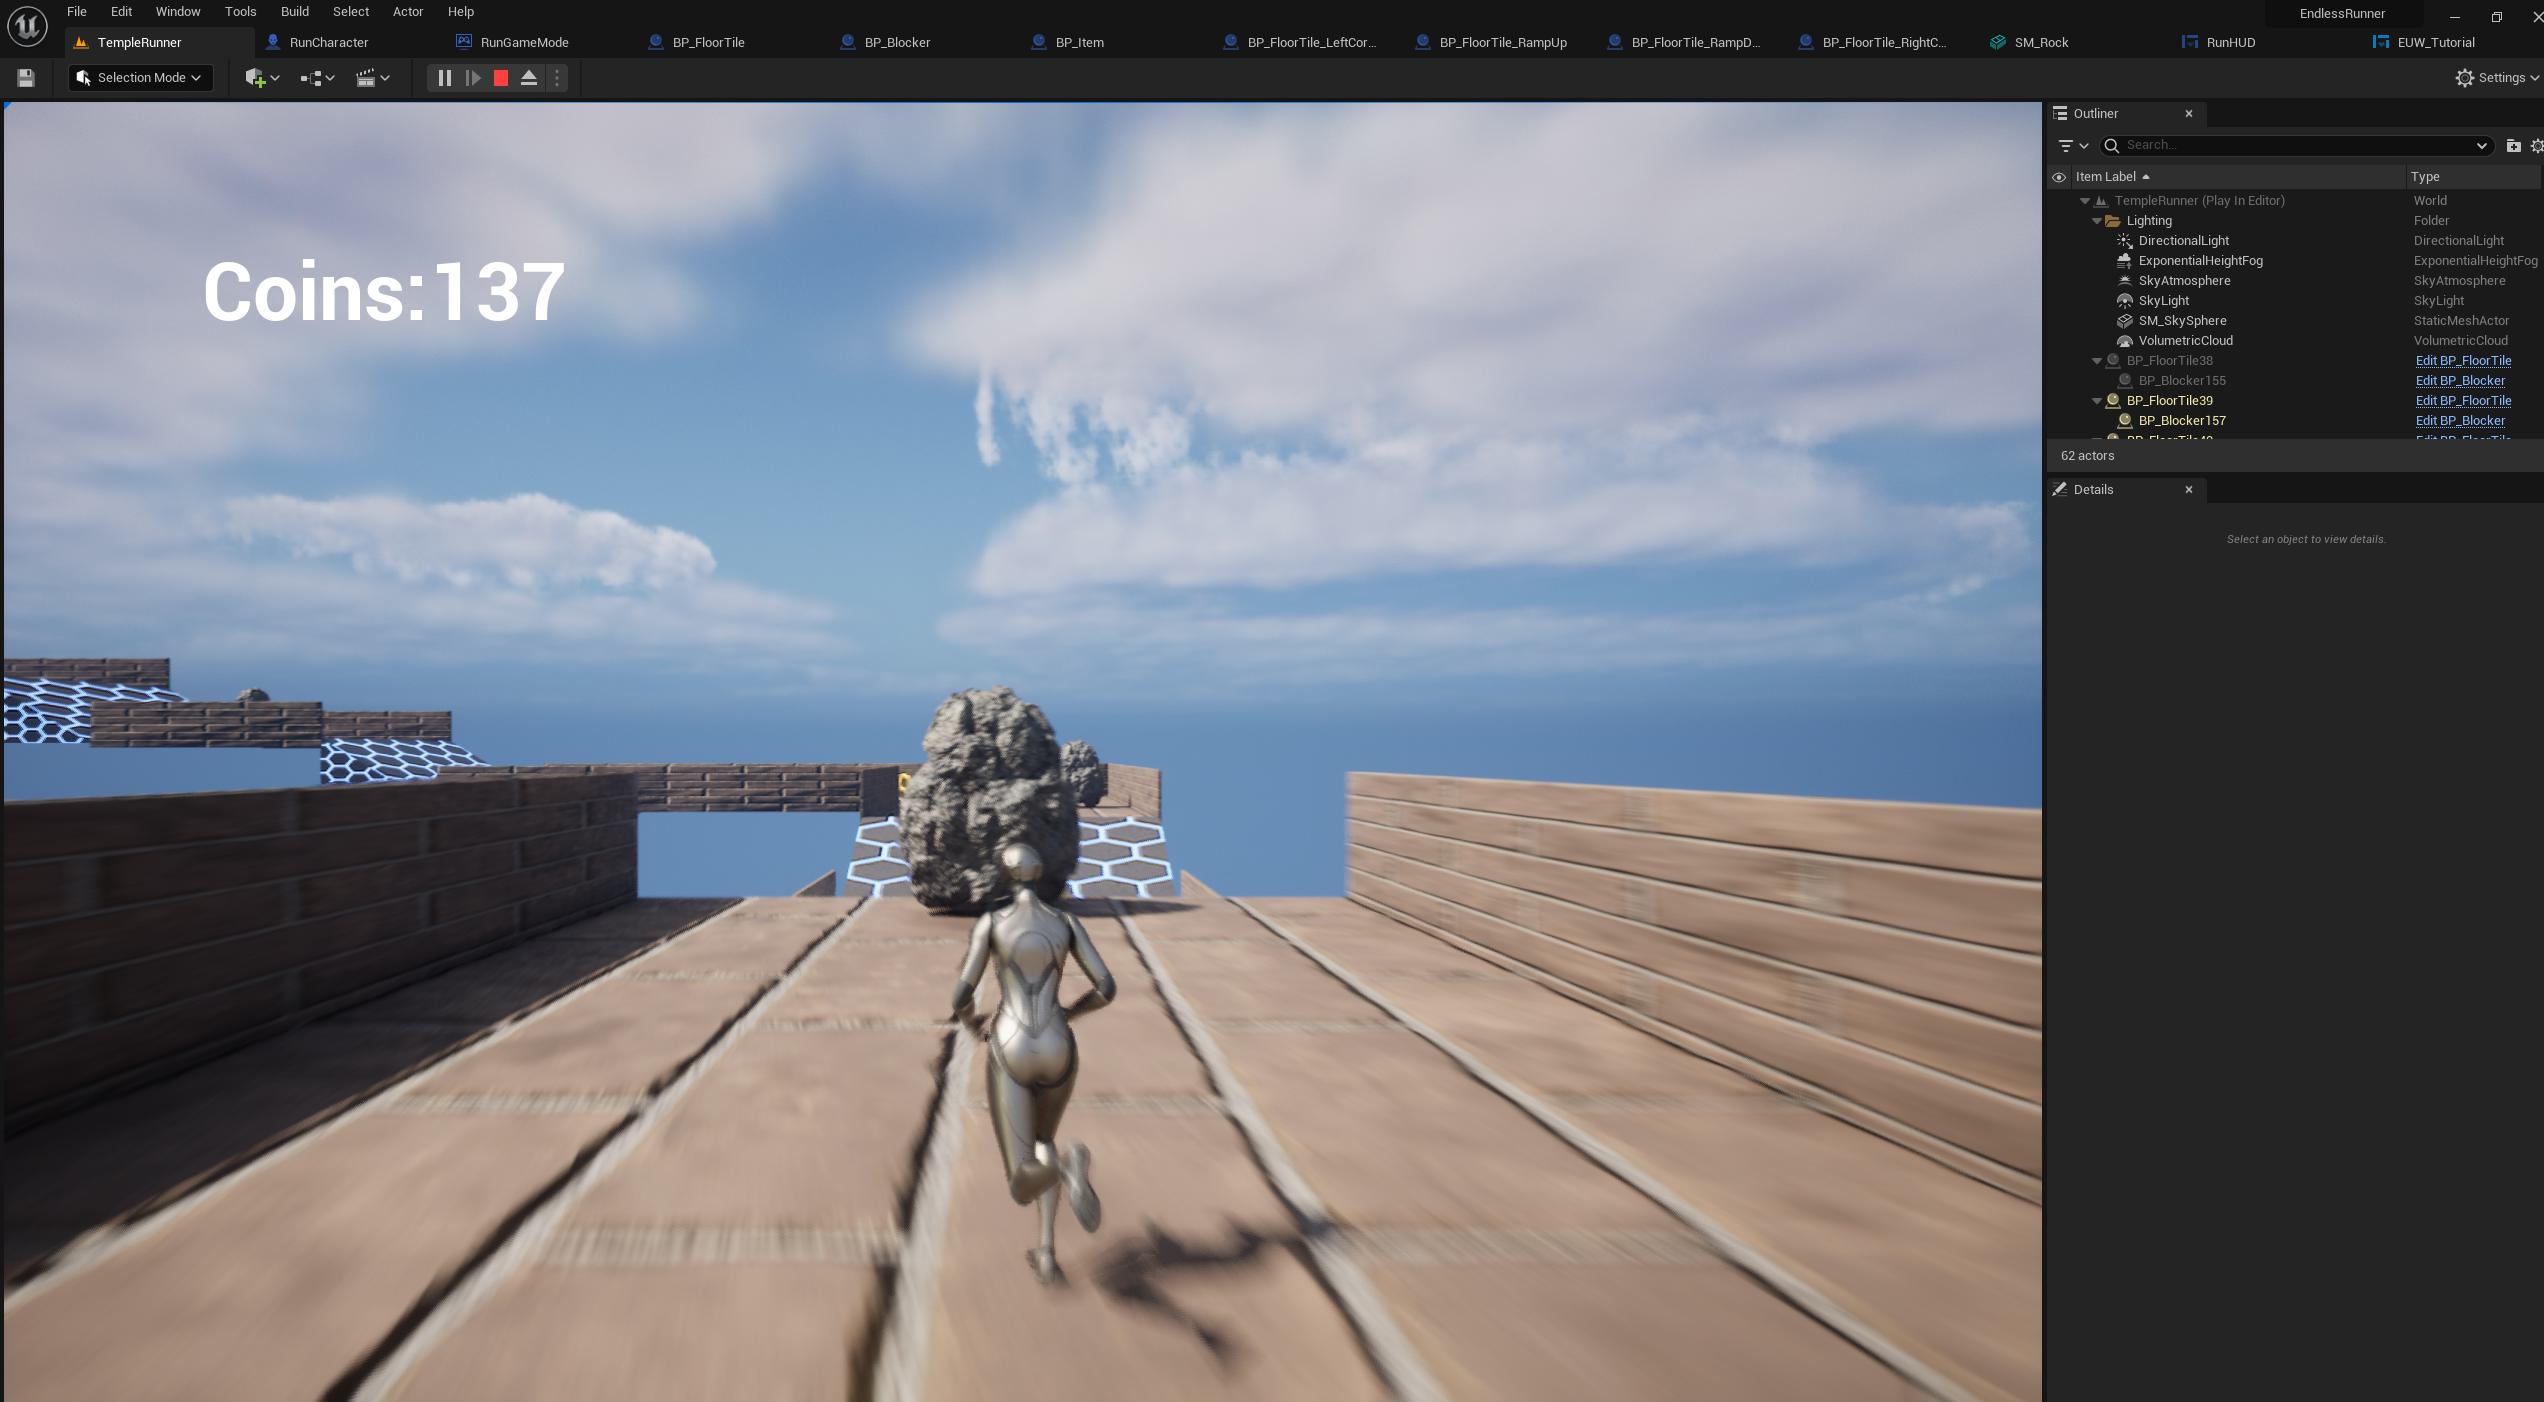 File Edit Window Tools Build Select Actor Help
EndlessRunner
TempleRunner RunCharacter RunGameMode BP_FloorTile BP_Blocker BP_Item BP_FloorTile_LeftCor... BP_FloorTile_RampUp BP_FloorTile_RampD... BP_FloorTile_RightC... SM_Rock RunHUD EUW_Tutorial
Selection Mode
Settings
Coins:137
Outliner
Search...
Item Label Type
TempleRunner (Play In Editor) World
Lighting Folder
DirectionalLight DirectionalLight
ExponentialHeightFog ExponentialHeightFog
SkyAtmosphere SkyAtmosphere
SkyLight SkyLight
SM_SkySphere StaticMeshActor
VolumetricCloud VolumetricCloud
BP_FloorTile38 Edit BP_FloorTile
BP_Blocker155 Edit BP_Blocker
BP_FloorTile39 Edit BP_FloorTile
BP_Blocker157 Edit BP_Blocker
62 actors
Details
Select an object to view details.